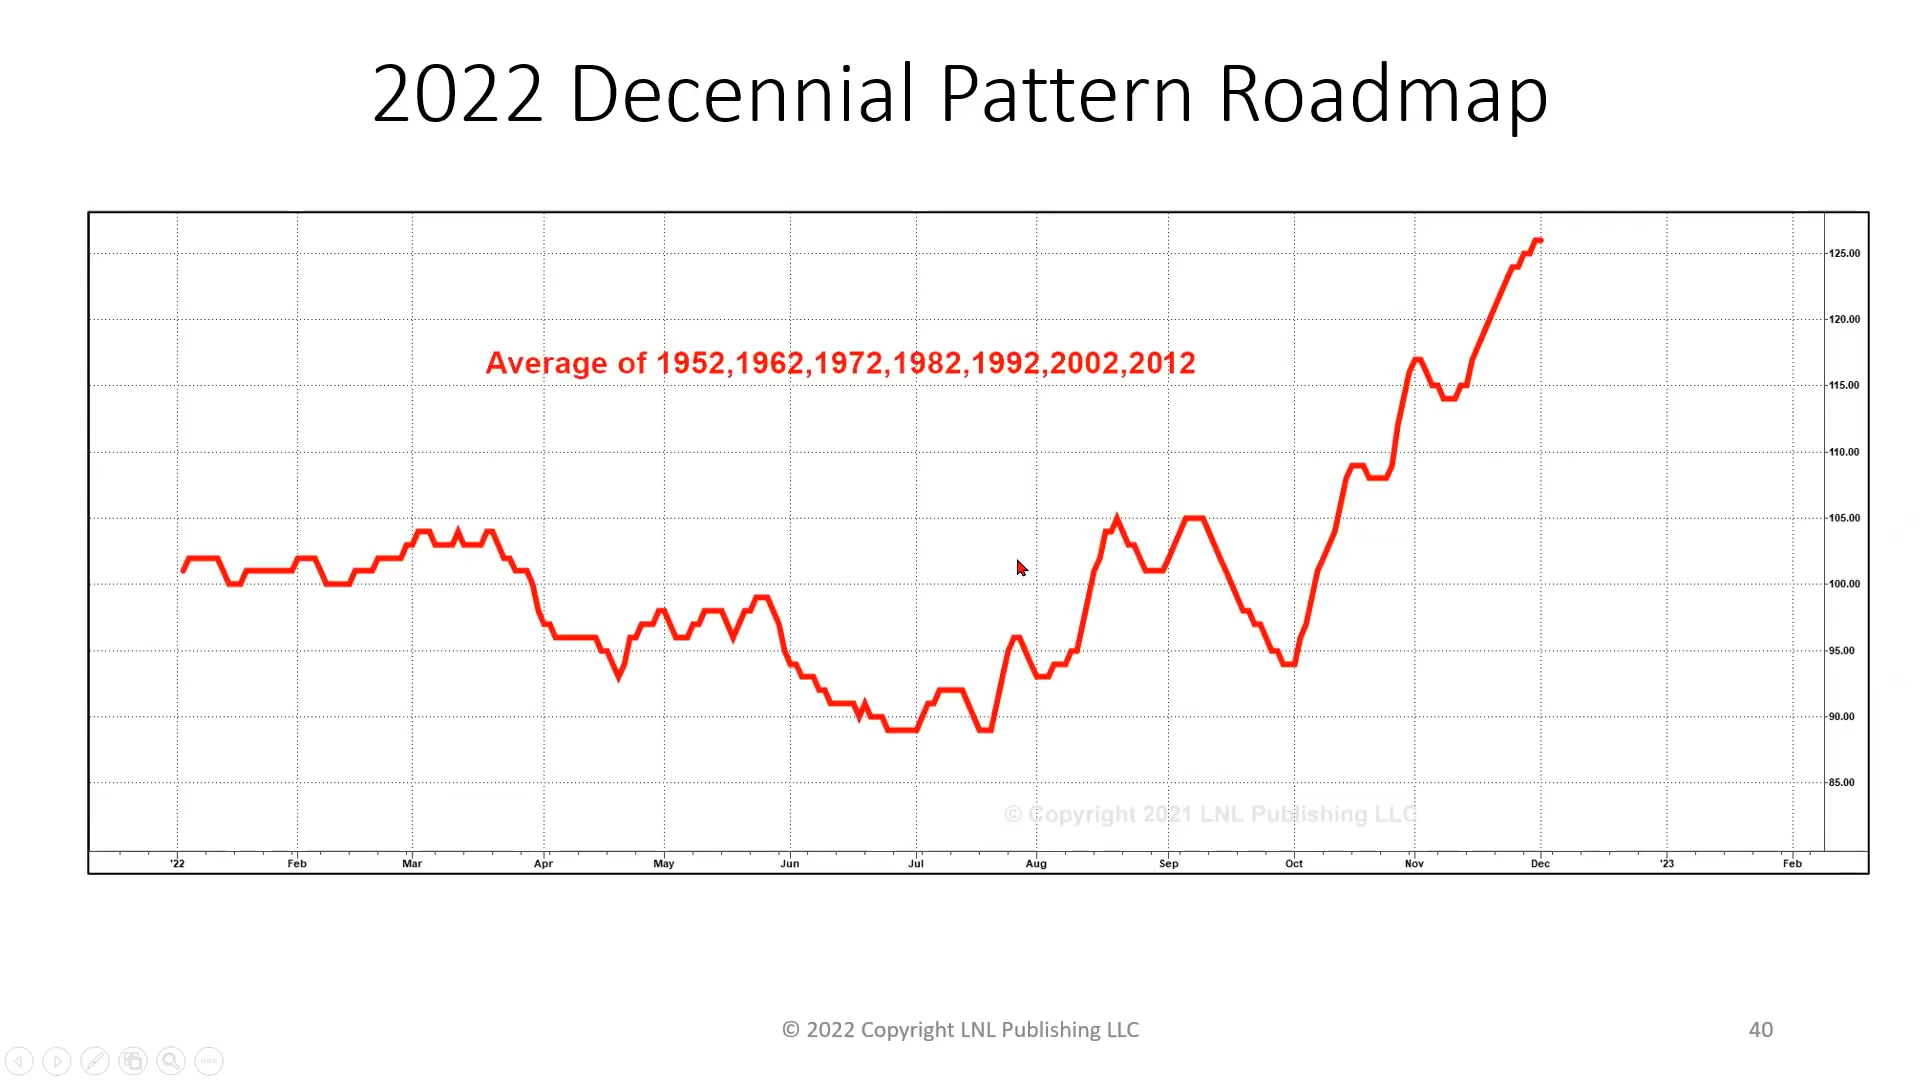 2022 Decennial Pattern Roadmap
Average of 1952,1962,1972,1982,1992,2002,2012
125.00
120.00
115.00
110.00
105.00
100.00
95.00
90.00
85.00
© Copyright 2021 LNL Publishing LLC
'22 Feb Mar Apr May Jun Jul Aug Sep Oct Nov Dec '23 Feb
© 2022 Copyright LNL Publishing LLC
40